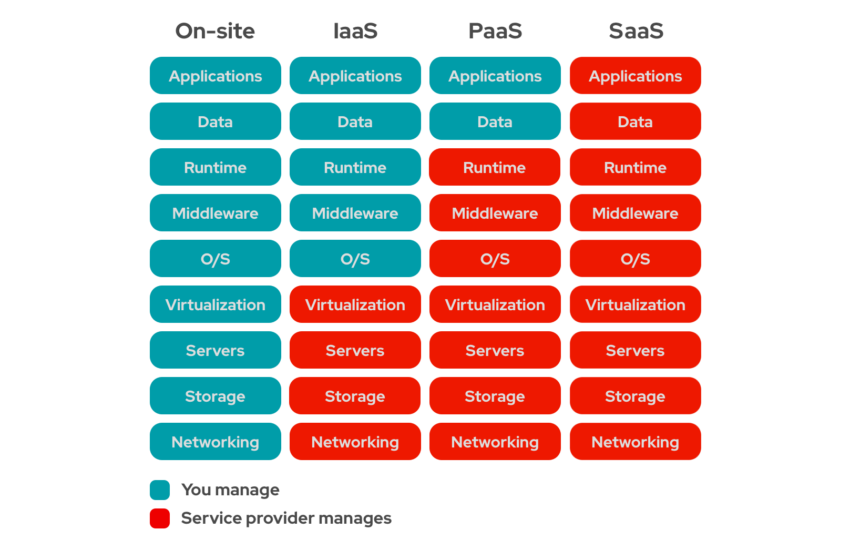 On-site IaaS PaaS SaaS
Applications Applications Applications Applications
Data Data Data Data
Runtime Runtime Runtime Runtime
Middleware Middleware Middleware Middleware
O/S O/S O/S O/S
Virtualization Virtualization Virtualization Virtualization
Servers Servers Servers Servers
Storage Storage Storage Storage
Networking Networking Networking Networking
You manage
Service provider manages